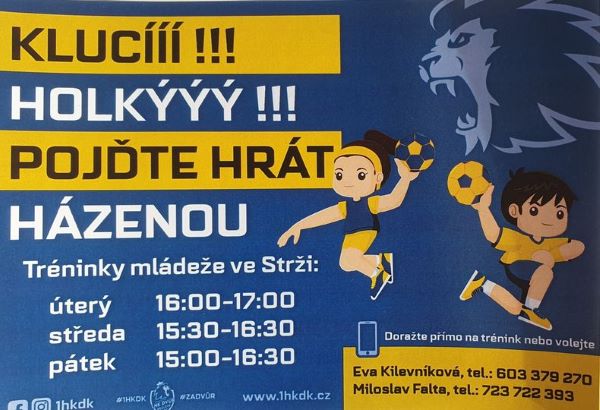 KLUCÍÍÍ !!!
HOLKÝÝÝ !!!
POJĎTE HRÁT
HÁZENOU
Tréninky mládeže ve Strži:
úterý 16:00-17:00
středa 15:30-16:30
pátek 15:00-16:30
Doražte přímo na trénink nebo volejte
Eva Kilevníková, tel.: 603 379 270
Miloslav Falta, tel.: 723 722 393
1hkdk #1HKDK #ZADVŮR www.1hkdk.cz